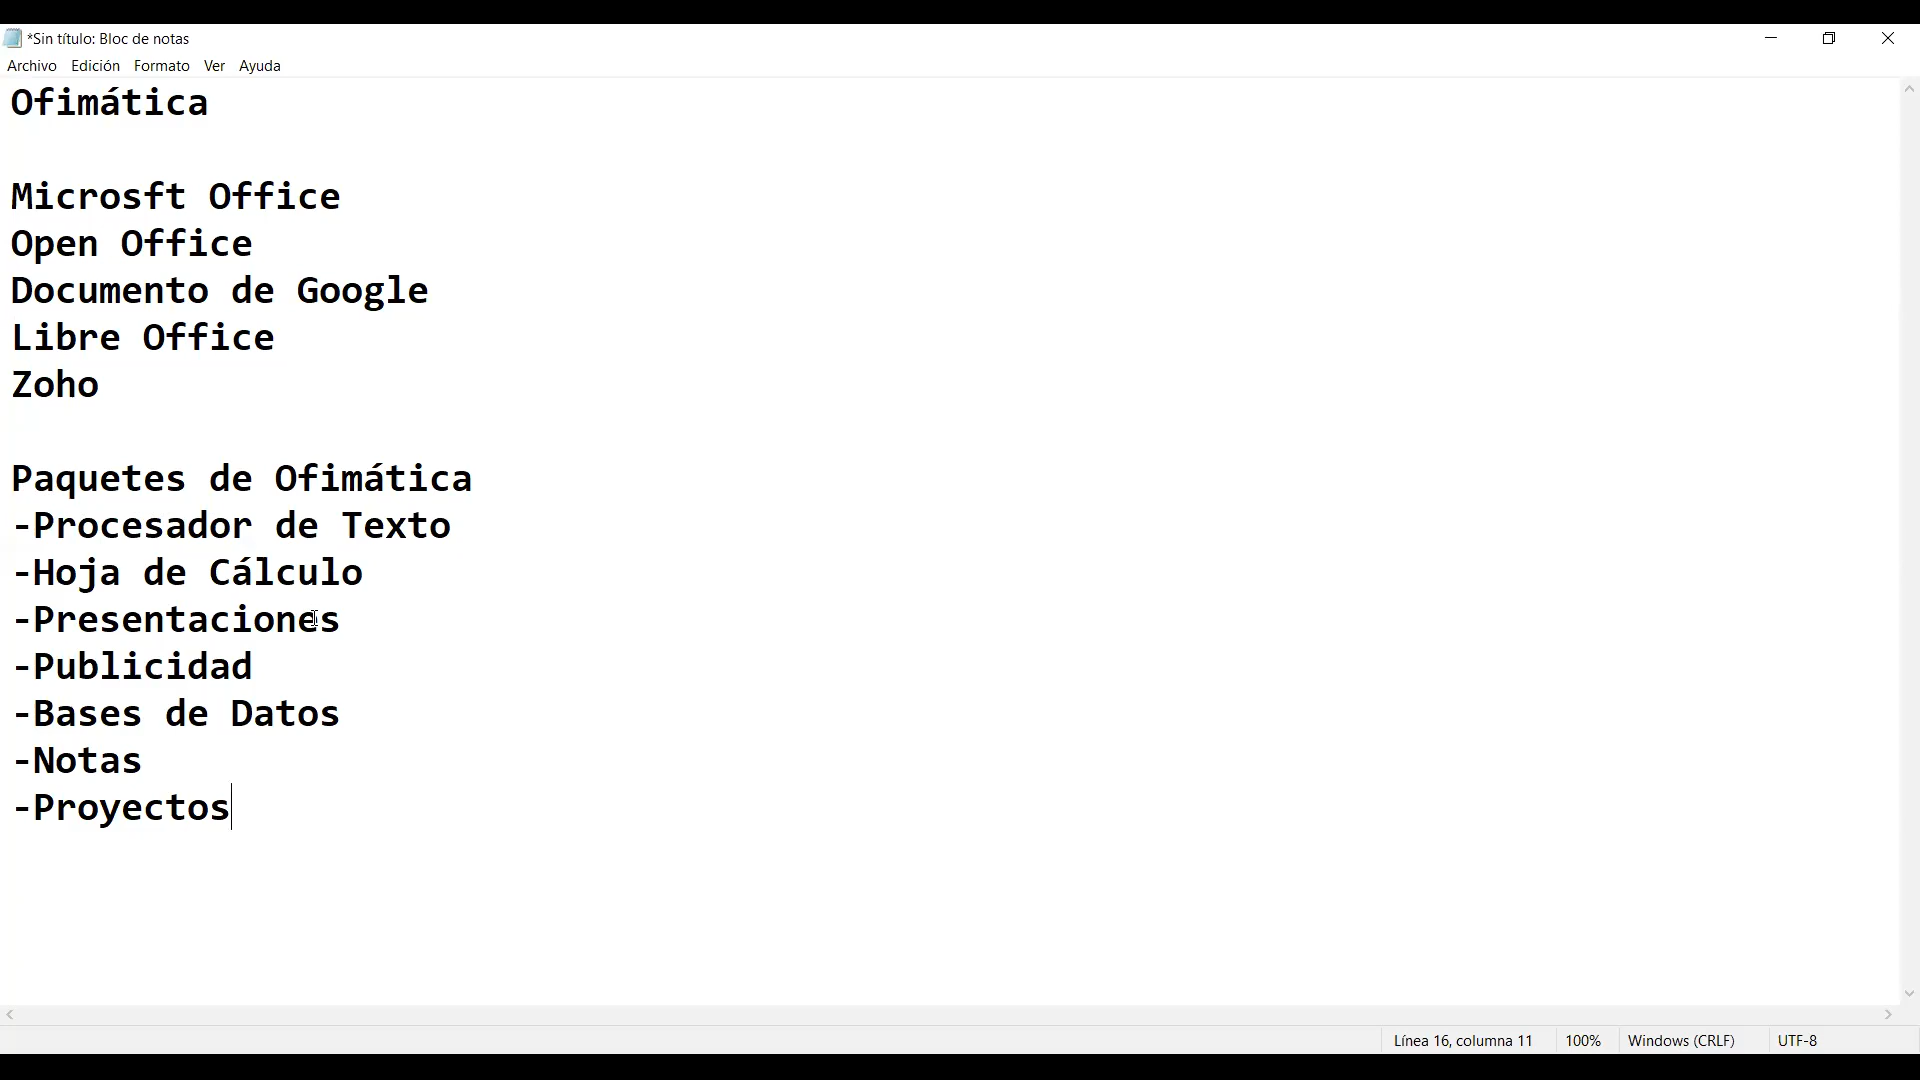 *Sin título: Bloc de notas
Archivo Edición Formato Ver Ayuda
Ofimática
Microsft Office
Open Office
Documento de Google
Libre Office
Zoho
Paquetes de Ofimática
-Procesador de Texto
-Hoja de Cálculo
-Presentaciones
-Publicidad
-Bases de Datos
-Notas
-Proyectos
Línea 16, columna 11 100% Windows (CRLF) UTF-8